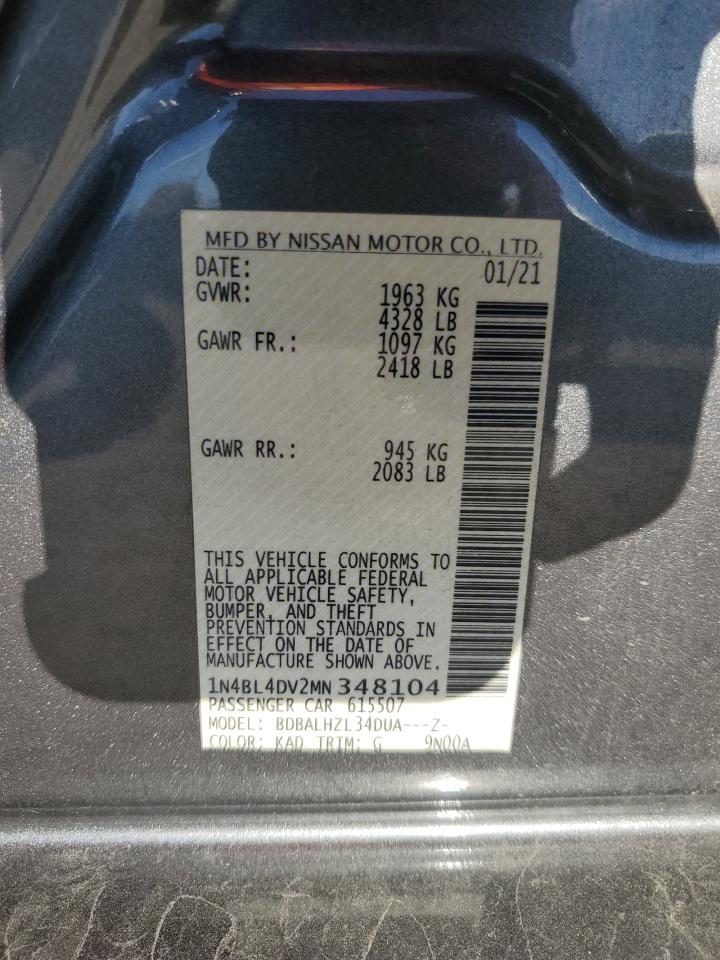 MFD BY NISSAN MOTOR CO., LTD.
DATE: 01/21
GVWR: 1963 KG
4328 LB
GAWR FR.: 1097 KG
2418 LB
GAWR RR.: 945 KG
2083 LB
THIS VEHICLE CONFORMS TO
ALL APPLICABLE FEDERAL
MOTOR VEHICLE SAFETY,
BUMPER, AND THEFT
PREVENTION STANDARDS IN
EFFECT ON THE DATE OF
MANUFACTURE SHOWN ABOVE.
1N4BL4DV2MN348104
PASSENGER CAR 615507
MODEL: BDBALHZL34DUA---Z-
COLOR: KAD TRIM: G 9N00A